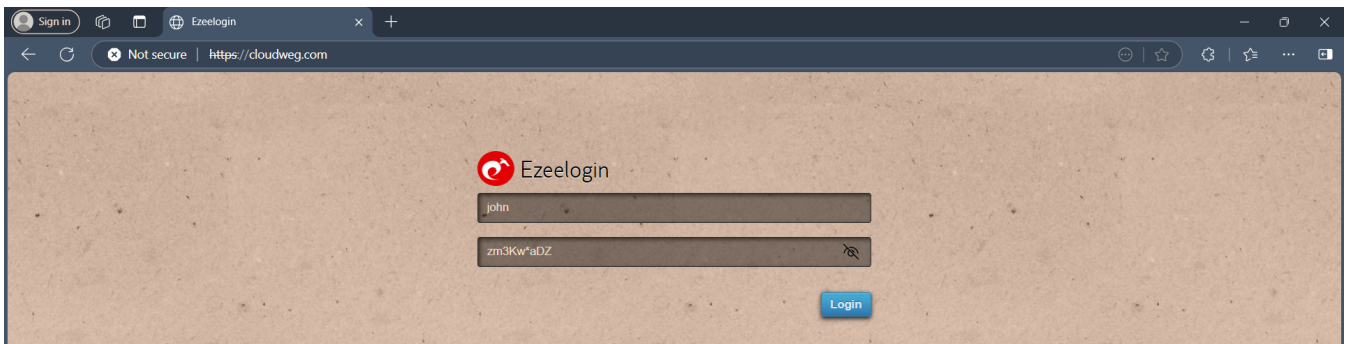 Sign in
Ezeelogin
Not secure
https://cloudweg.com
Ezeelogin
john
zm3Kw*aDZ
Login